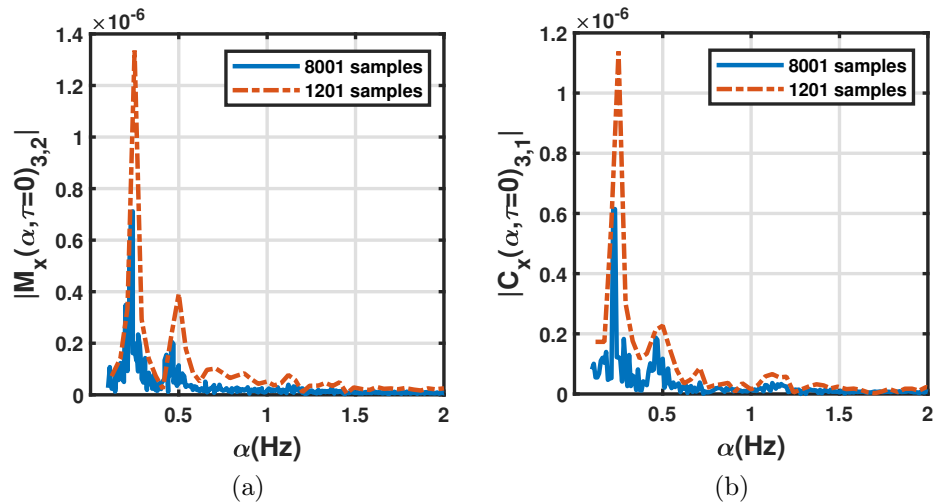 ×10⁻⁶
1.4
1.2
1
0.8
0.6
0.4
0.2
0
0.5
1
1.5
2
|Mₓ(α,τ=0)₃,₂|
α(Hz)
8001 samples
1201 samples
(a)
×10⁻⁶
1.2
1
0.8
0.6
0.4
0.2
0
0.5
1
1.5
2
|Cₓ(α,τ=0)₃,₁|
α(Hz)
8001 samples
1201 samples
(b)